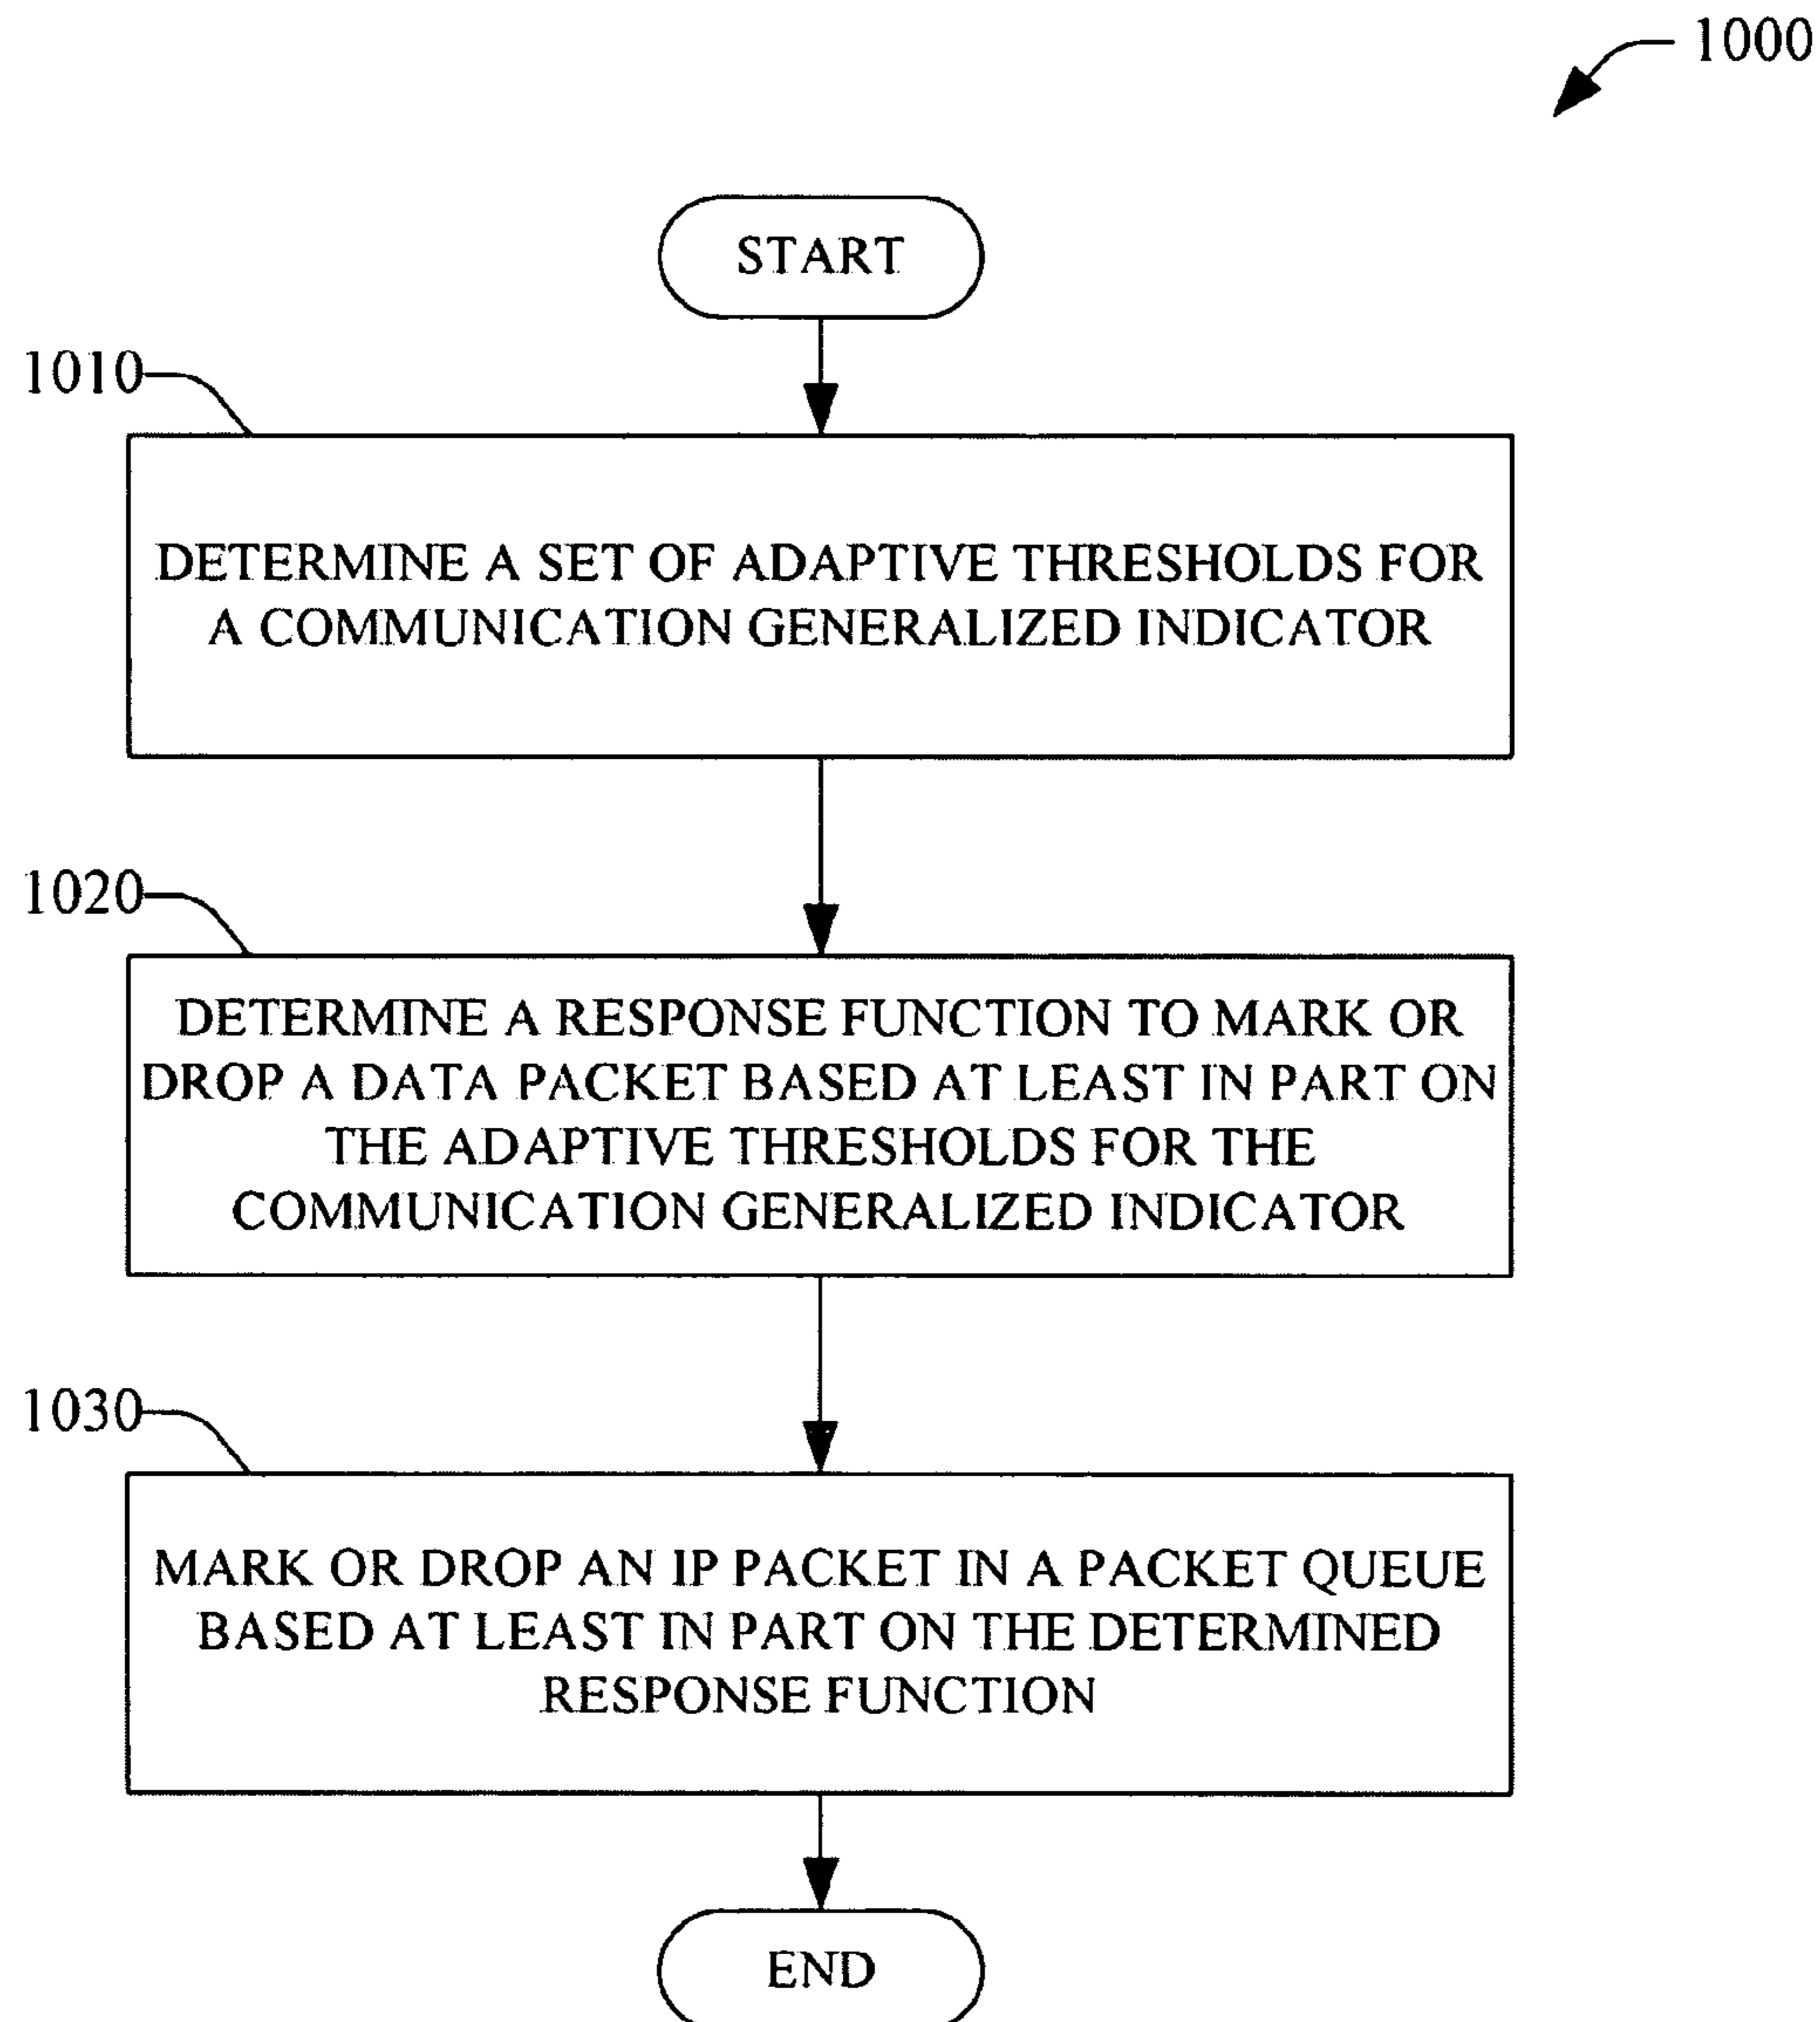 1000
START
1010
DETERMINE A SET OF ADAPTIVE THRESHOLDS FOR
A COMMUNICATION GENERALIZED INDICATOR
1020
DETERMINE A RESPONSE FUNCTION TO MARK OR
DROP A DATA PACKET BASED AT LEAST IN PART ON
THE ADAPTIVE THRESHOLDS FOR THE
COMMUNICATION GENERALIZED INDICATOR
1030
MARK OR DROP AN IP PACKET IN A PACKET QUEUE
BASED AT LEAST IN PART ON THE DETERMINED
RESPONSE FUNCTION
END